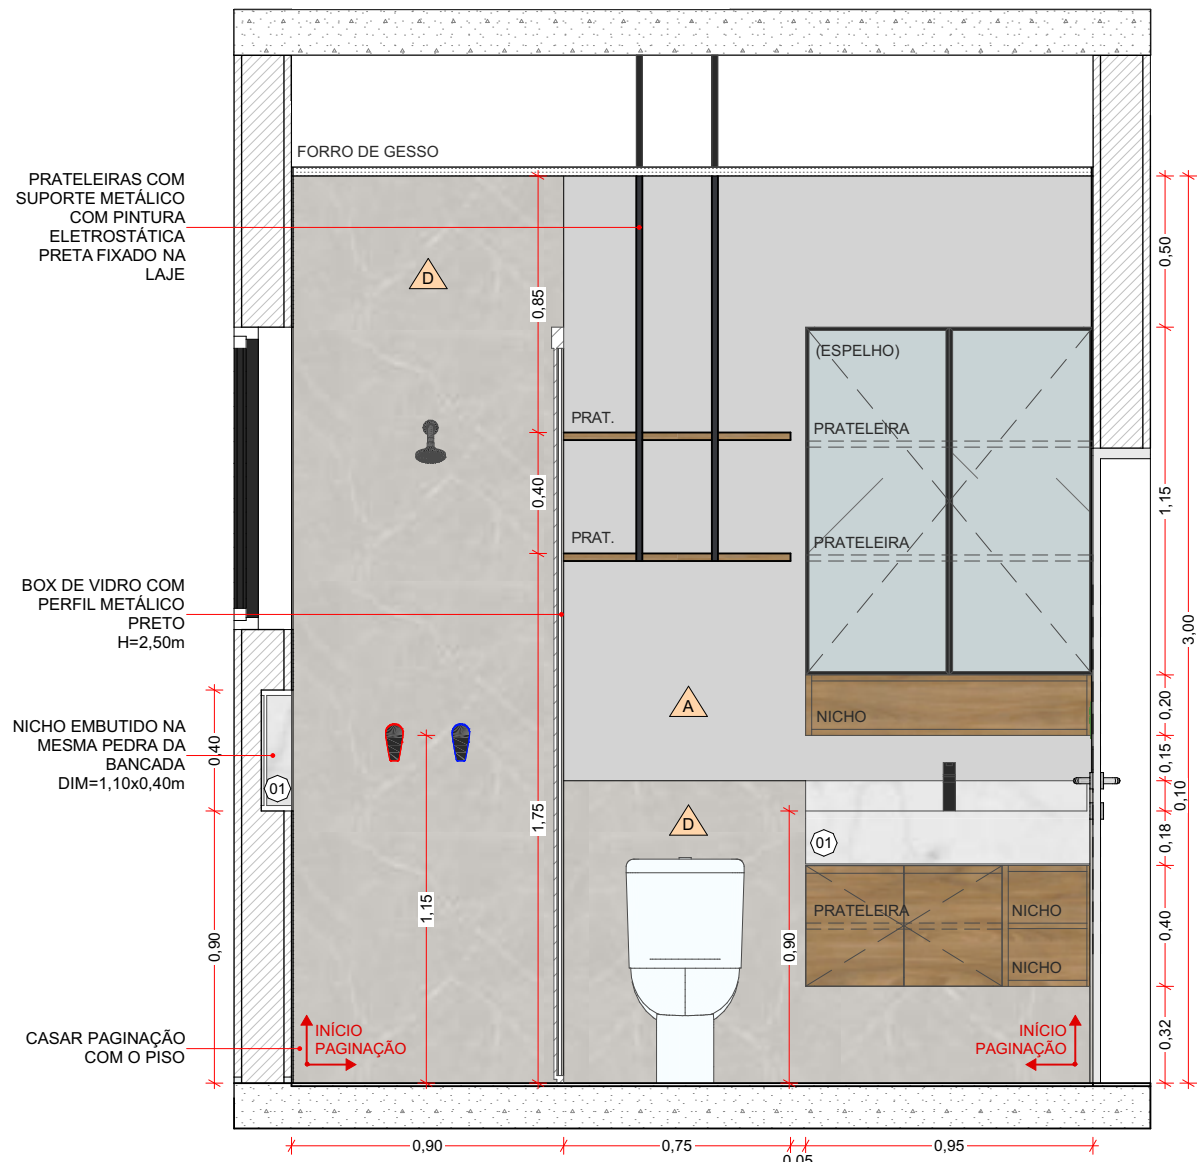 FORRO DE GESSO
PRATELEIRAS COM
SUPORTE METÁLICO
COM PINTURA
ELETROSTÁTICA
PRETA FIXADO NA
LAJE
D
0,85
0,50
(ESPELHO)
PRAT.
PRATELEIRA
0,40
1,15
PRAT.
PRATELEIRA
BOX DE VIDRO COM
PERFIL METÁLICO
PRETO
H=2,50m
3,00
A
NICHO
0,20
NICHO EMBUTIDO NA
MESMA PEDRA DA
BANCADA
DIM=1,10x0,40m
0,40
01
0,15
0,10
1,75
D
01
0,18
1,15
PRATELEIRA
NICHO
NICHO
0,40
0,90
0,90
CASAR PAGINAÇÃO
COM O PISO
INÍCIO
PAGINAÇÃO
INÍCIO
PAGINAÇÃO
0,32
0,90
0,75
0,05
0,95